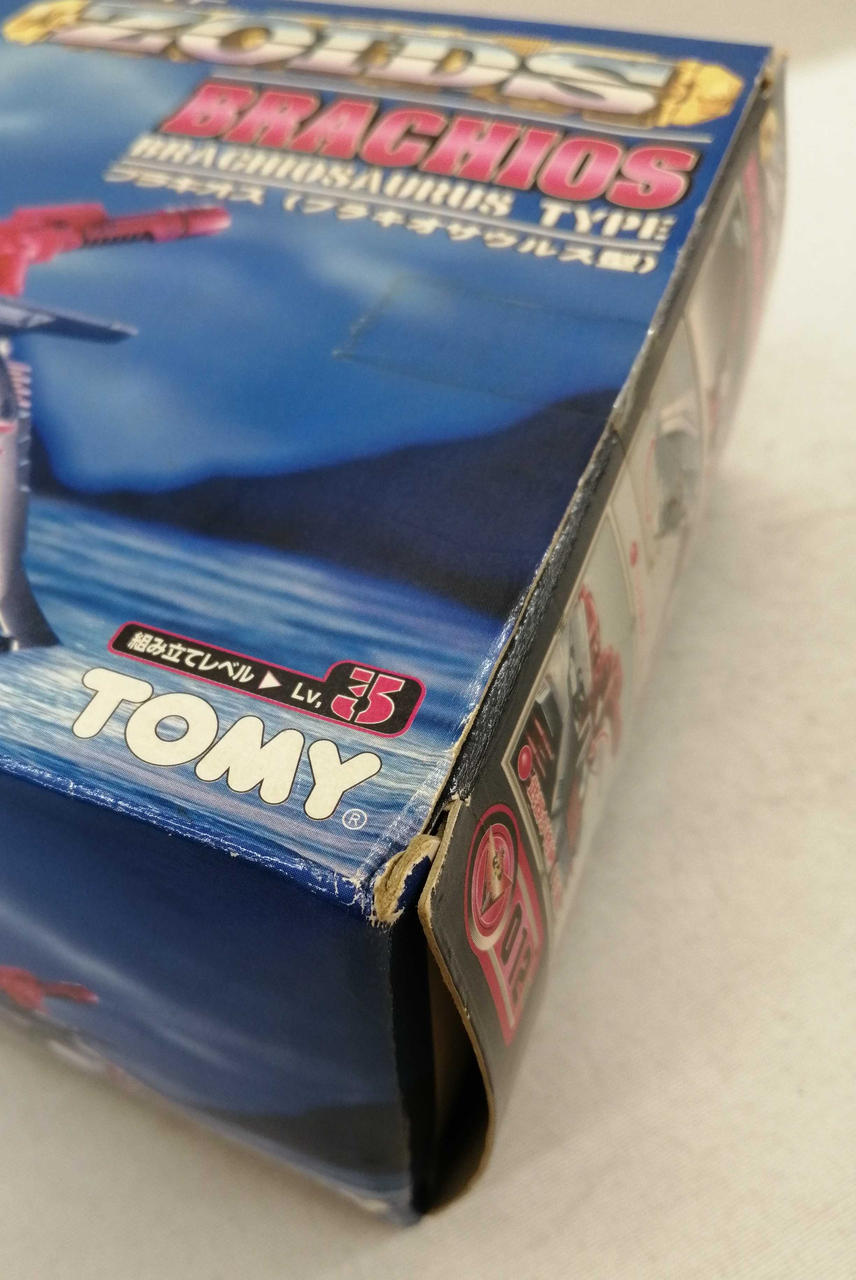 ZOIDS
BRACHIOS
BRACHIOSAURUS TYPE
ブラキオス (ブラキオサウルス型)
組み立てレベル ▶ Lv, 3
TOMY®